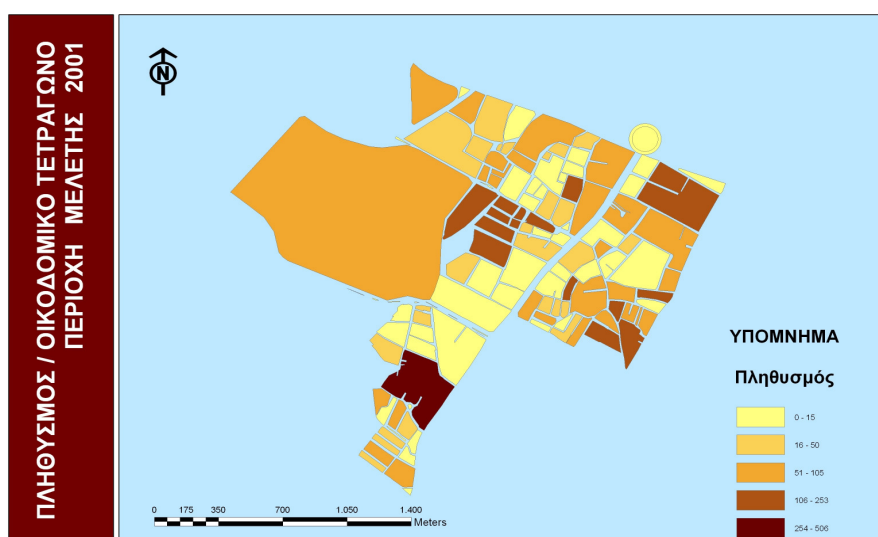 ΠΛΗΘΥΣΜΟΣ / ΟΙΚΟΔΟΜΙΚΟ ΤΕΤΡΑΓΩΝΟ
ΠΕΡΙΟΧΗ ΜΕΛΕΤΗΣ 2001
N
ΥΠΟΜΝΗΜΑ
Πληθυσμός
0 - 15
16 - 50
51 - 105
106 - 253
254 - 506
0 175 350 700 1.050 1.400
Meters